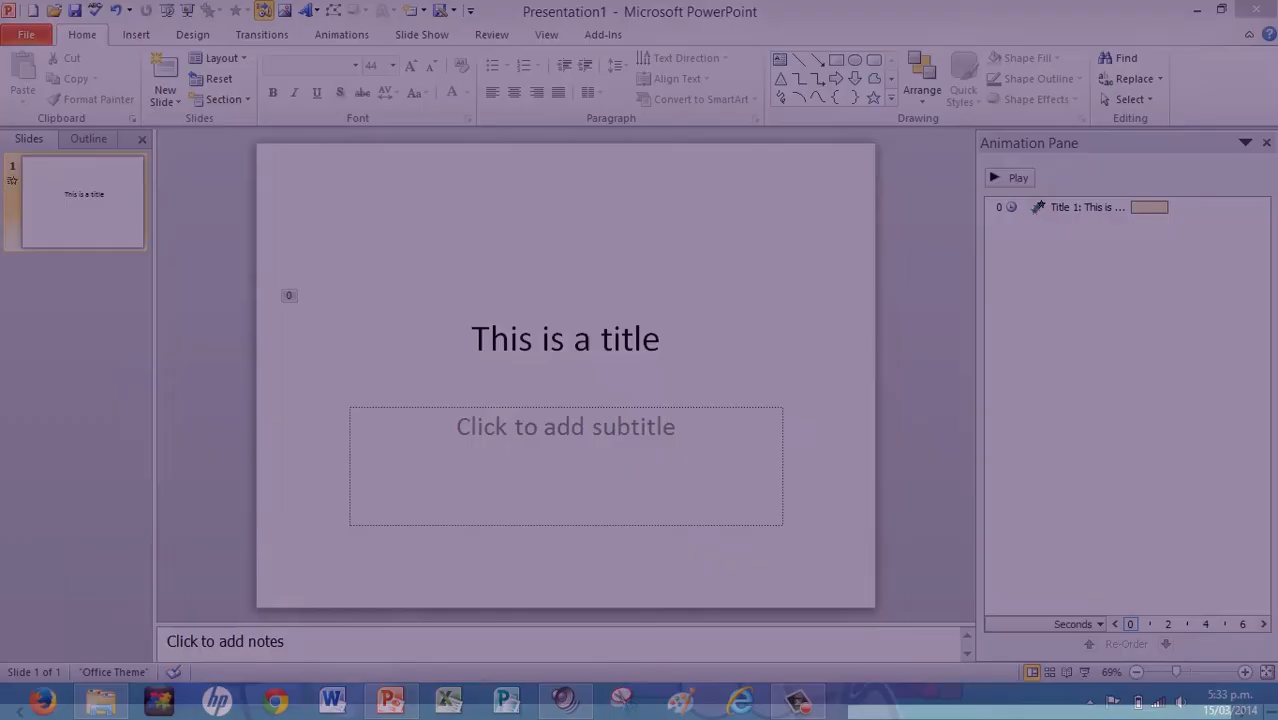 Presentation1 - Microsoft PowerPoint
File Home Insert Design Transitions Animations Slide Show Review View Add-Ins
Cut
Copy
Format Painter
Paste
Clipboard
New Slide
Layout
Reset
Section
Slides
44
Font
Text Direction
Align Text
Convert to SmartArt
Paragraph
Arrange
Quick Styles
Shape Fill
Shape Outline
Shape Effects
Drawing
Find
Replace
Select
Editing
Slides Outline
1
This is a title
0
This is a title
Click to add subtitle
Click to add notes
Animation Pane
Play
0 Title 1: This is ...
Seconds 0 2 4 6
Re-Order
Slide 1 of 1 "Office Theme" 69%
5:33 p.m.
15/03/2014